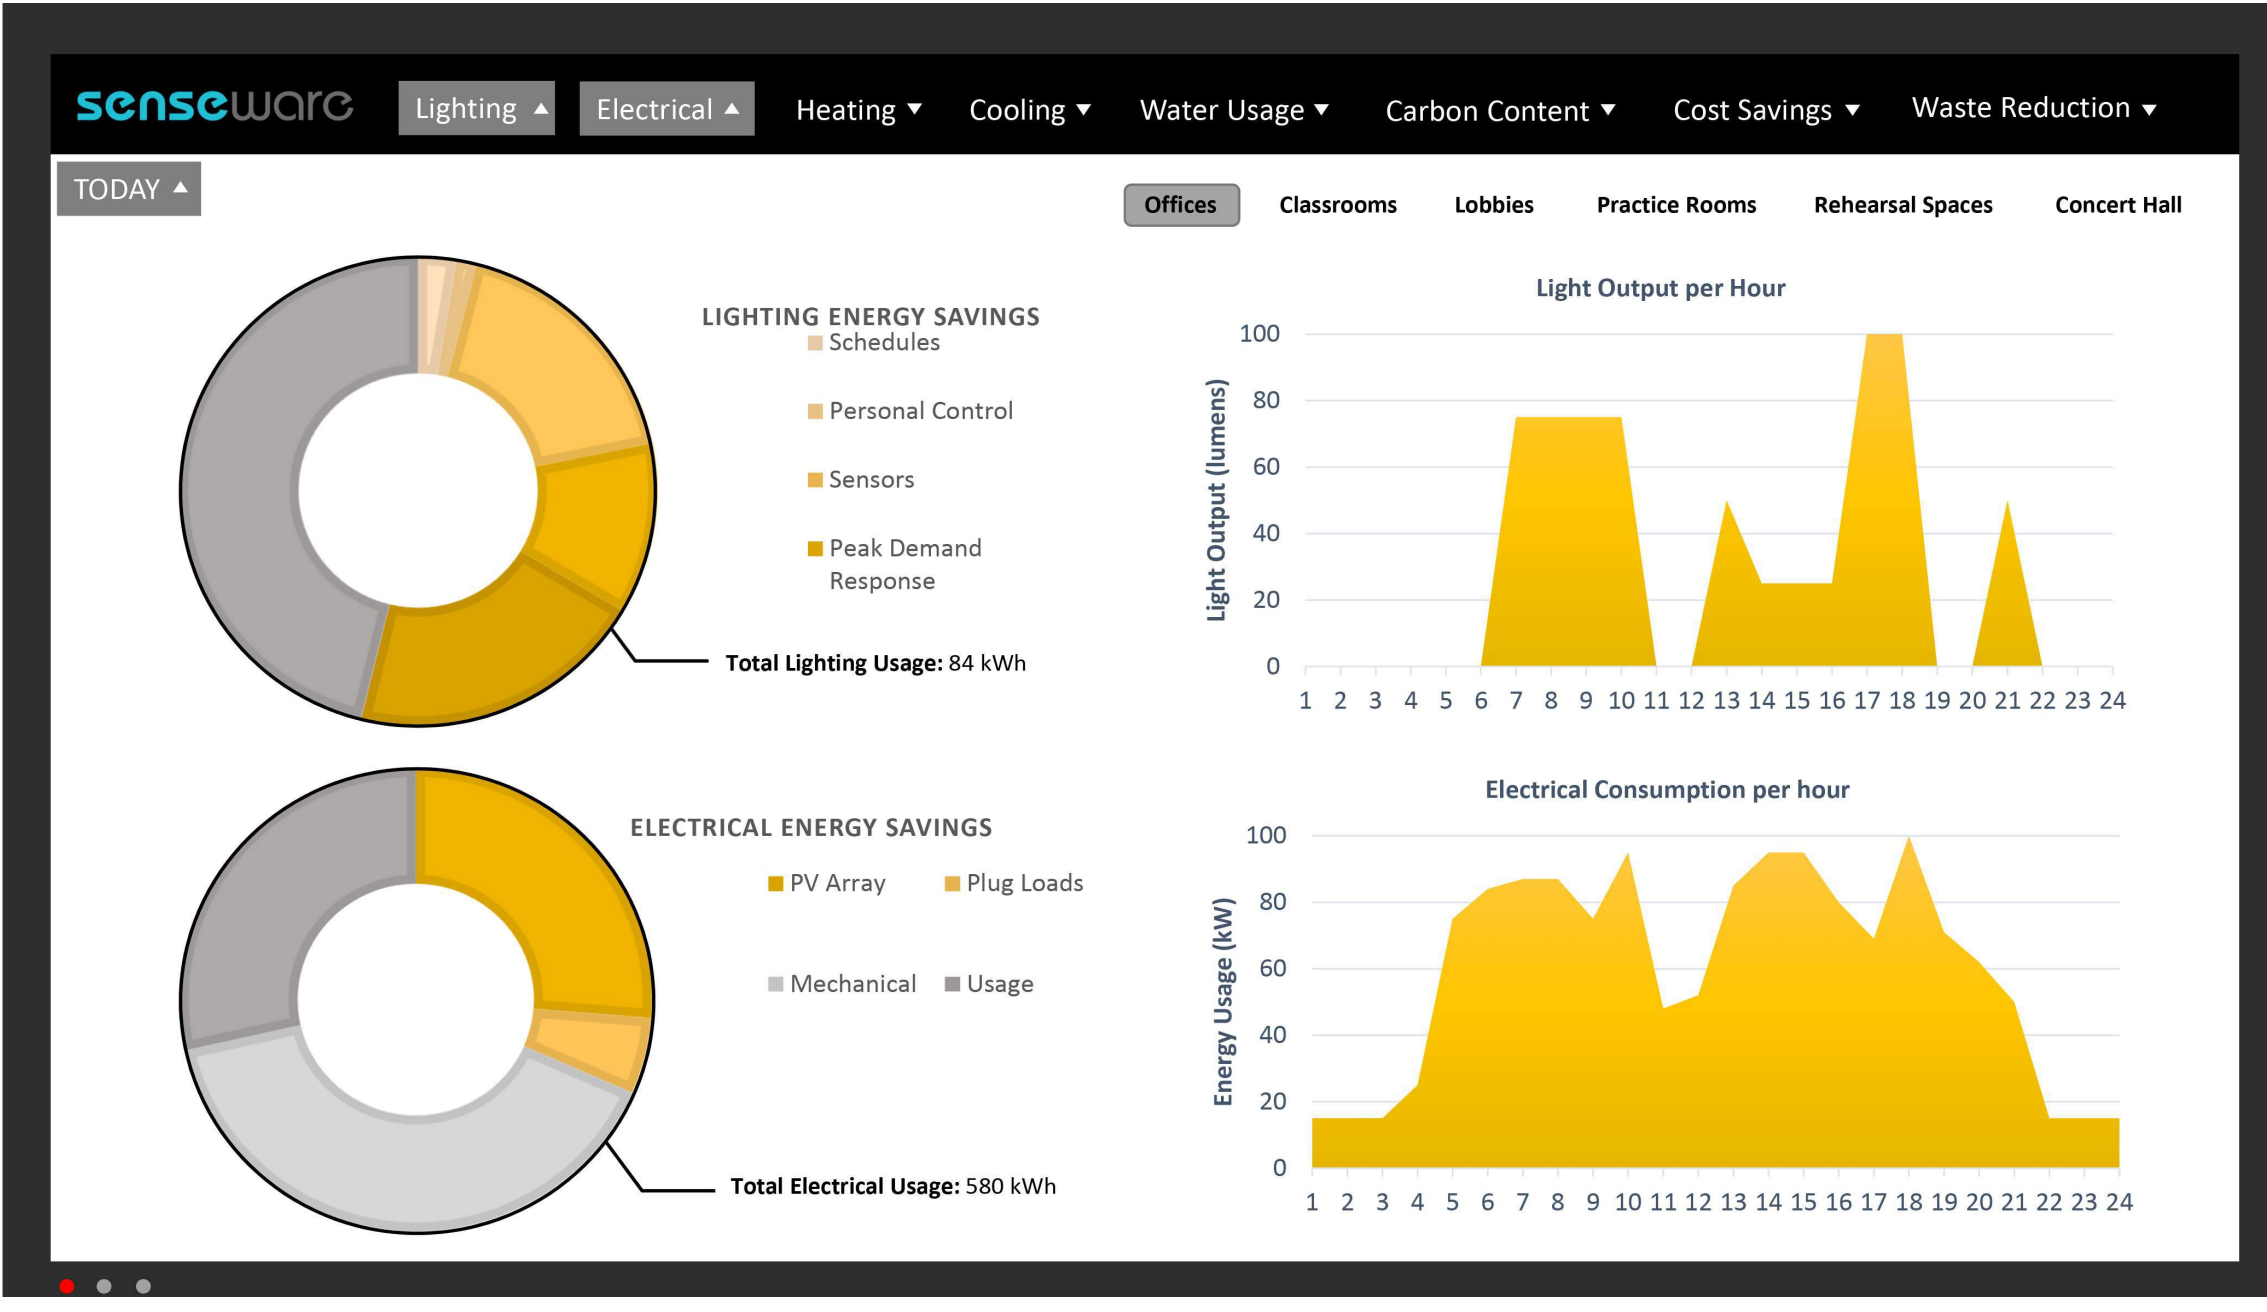 senseware
Lighting ▲
Electrical ▲
Heating ▼
Cooling ▼
Water Usage ▼
Carbon Content ▼
Cost Savings ▼
Waste Reduction ▼
TODAY ▲
Offices
Classrooms
Lobbies
Practice Rooms
Rehearsal Spaces
Concert Hall
LIGHTING ENERGY SAVINGS
Schedules
Personal Control
Sensors
Peak Demand
Response
Total Lighting Usage: 84 kWh
Light Output per Hour
Light Output (lumens)
100
80
60
40
20
0
1 2 3 4 5 6 7 8 9 10 11 12 13 14 15 16 17 18 19 20 21 22 23 24
ELECTRICAL ENERGY SAVINGS
PV Array
Plug Loads
Mechanical
Usage
Total Electrical Usage: 580 kWh
Electrical Consumption per hour
Energy Usage (kW)
100
80
60
40
20
0
1 2 3 4 5 6 7 8 9 10 11 12 13 14 15 16 17 18 19 20 21 22 23 24